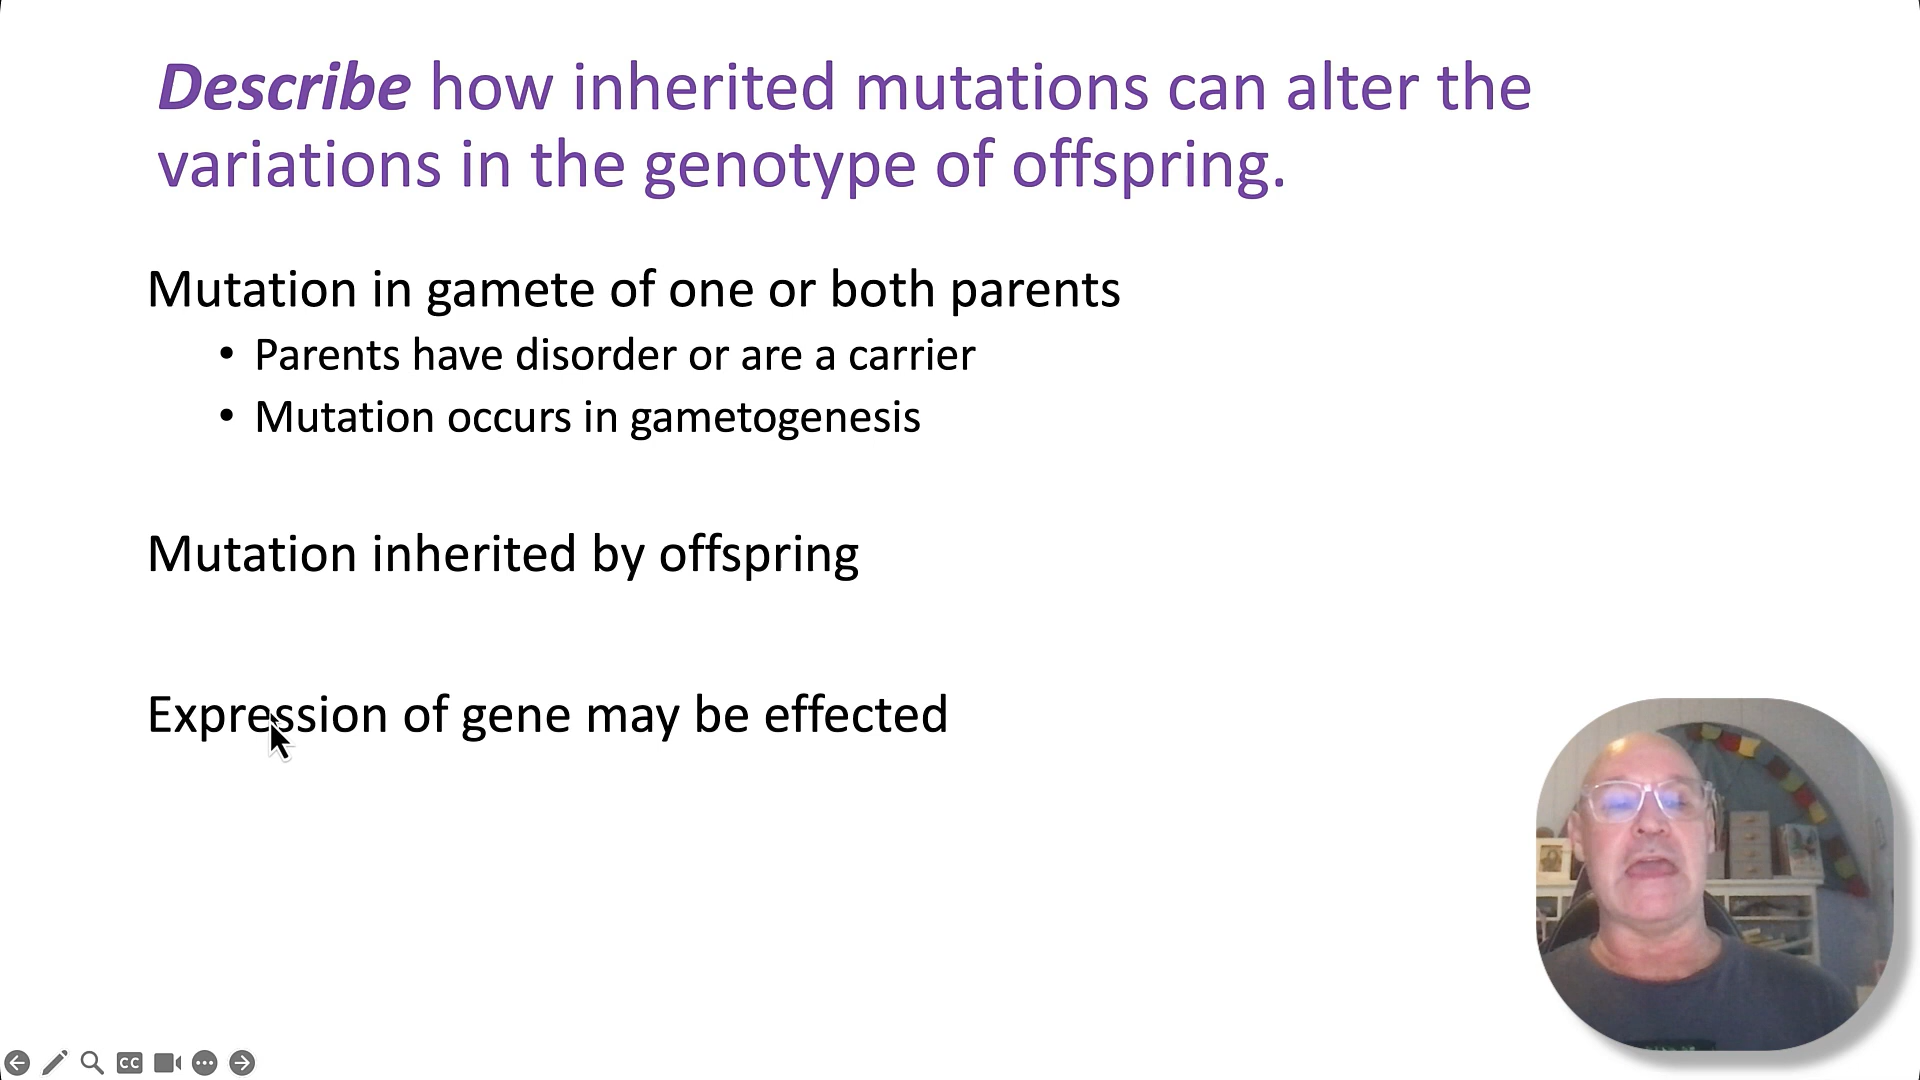 Describe how inherited mutations can alter the
variations in the genotype of offspring.
Mutation in gamete of one or both parents
• Parents have disorder or are a carrier
• Mutation occurs in gametogenesis
Mutation inherited by offspring
Expression of gene may be effected
CC